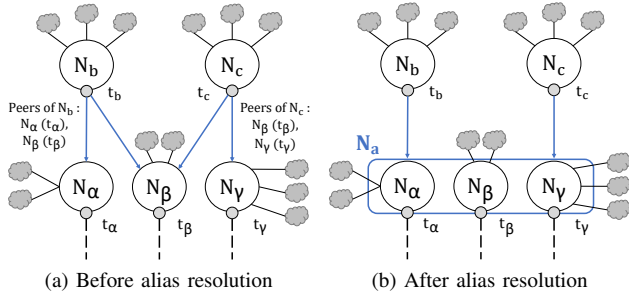 N_b
N_c
t_b
t_c
Peers of N_b :
N_α (t_α),
N_β (t_β)
Peers of N_c :
N_β (t_β),
N_γ (t_γ)
N_α
N_β
N_γ
t_α
t_β
t_γ
(a) Before alias resolution
N_b
N_c
t_b
t_c
N_a
N_α
N_β
N_γ
t_α
t_β
t_γ
(b) After alias resolution